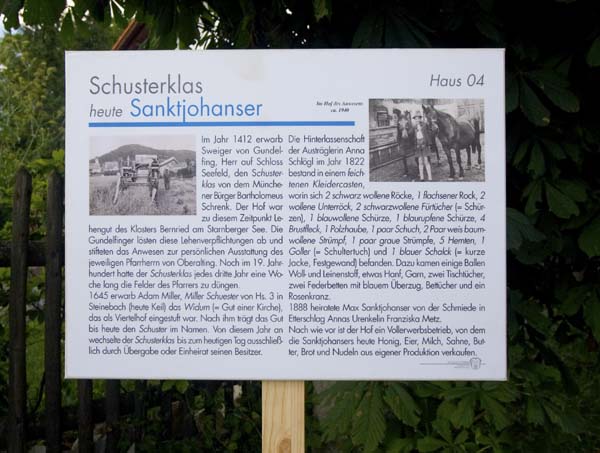 Schusterklas
heute Sanktjohanser
Haus 04
Im Hof des Anwesens
ca. 1940
Im Jahr 1412 erwarb
Sweiger von Gundel-
fing, Herr auf Schloss
Seefeld, den Schuster-
klas von dem Münche-
ner Bürger Bartholomeus
Schrenk. Der Hof war
zu diesem Zeitpunkt Le-
hengut des Klosters Bernried am Starnberger See. Die
Gundelfinger lösten diese Lehenverpflichtungen ab und
stifteten das Anwesen zur persönlichen Ausstattung des
jeweiligen Pfarrherrn von Oberalting. Noch im 19. Jahr-
hundert hatte der Schusterklas jedes dritte Jahr eine Wo-
che lang die Felder des Pfarrers zu düngen.
1645 erwarb Adam Miller, Miller Schuester von Hs. 3 in
Steinebach (heute Keil) das Widum (= Gut einer Kirche),
das als Viertelhof eingestuft war. Nach ihm trägt das Gut
bis heute den Schuster im Namen. Von diesem Jahr an
wechselte der Schusterklas bis zum heutigen Tag ausschließ-
lich durch Übergabe oder Einheirat seinen Besitzer.
Die Hinterlassenschaft
der Austräglerin Anna
Schlögl im Jahr 1822
bestand in einem feich-
tenen Kleidercasten,
worin sich 2 schwarz wollene Röcke, 1 flachsener Rock, 2
wollene Unterröck, 2 schwarzwollene Fürtücher (= Schür-
zen), 1 blauwollene Schürze, 1 blaurupfene Schürze, 4
Brustfleck, 1 Polzhaube, 1 paar Schuch, 2 Paar weis baum-
wollene Strümpf, 1 paar graue Strümpfe, 5 Hemten, 1
Goller (= Schultertuch) und 1 blauer Schalck (= kurze
Jacke, Festgewand) befanden. Dazu kamen einige Ballen
Woll- und Leinenstoff, etwas Hanf, Garn, zwei Tischtücher,
zwei Federbetten mit blauem Überzug, Bettücher und ein
Rosenkranz.
1888 heiratete Max Sanktjohanser von der Schmiede in
Etterschlag Annas Urenkelin Franziska Metz.
Nach wie vor ist der Hof ein Vollerwerbsbetrieb, von dem
die Sanktjohansers heute Honig, Eier, Milch, Sahne, But-
ter, Brot und Nudeln aus eigener Produktion verkaufen.